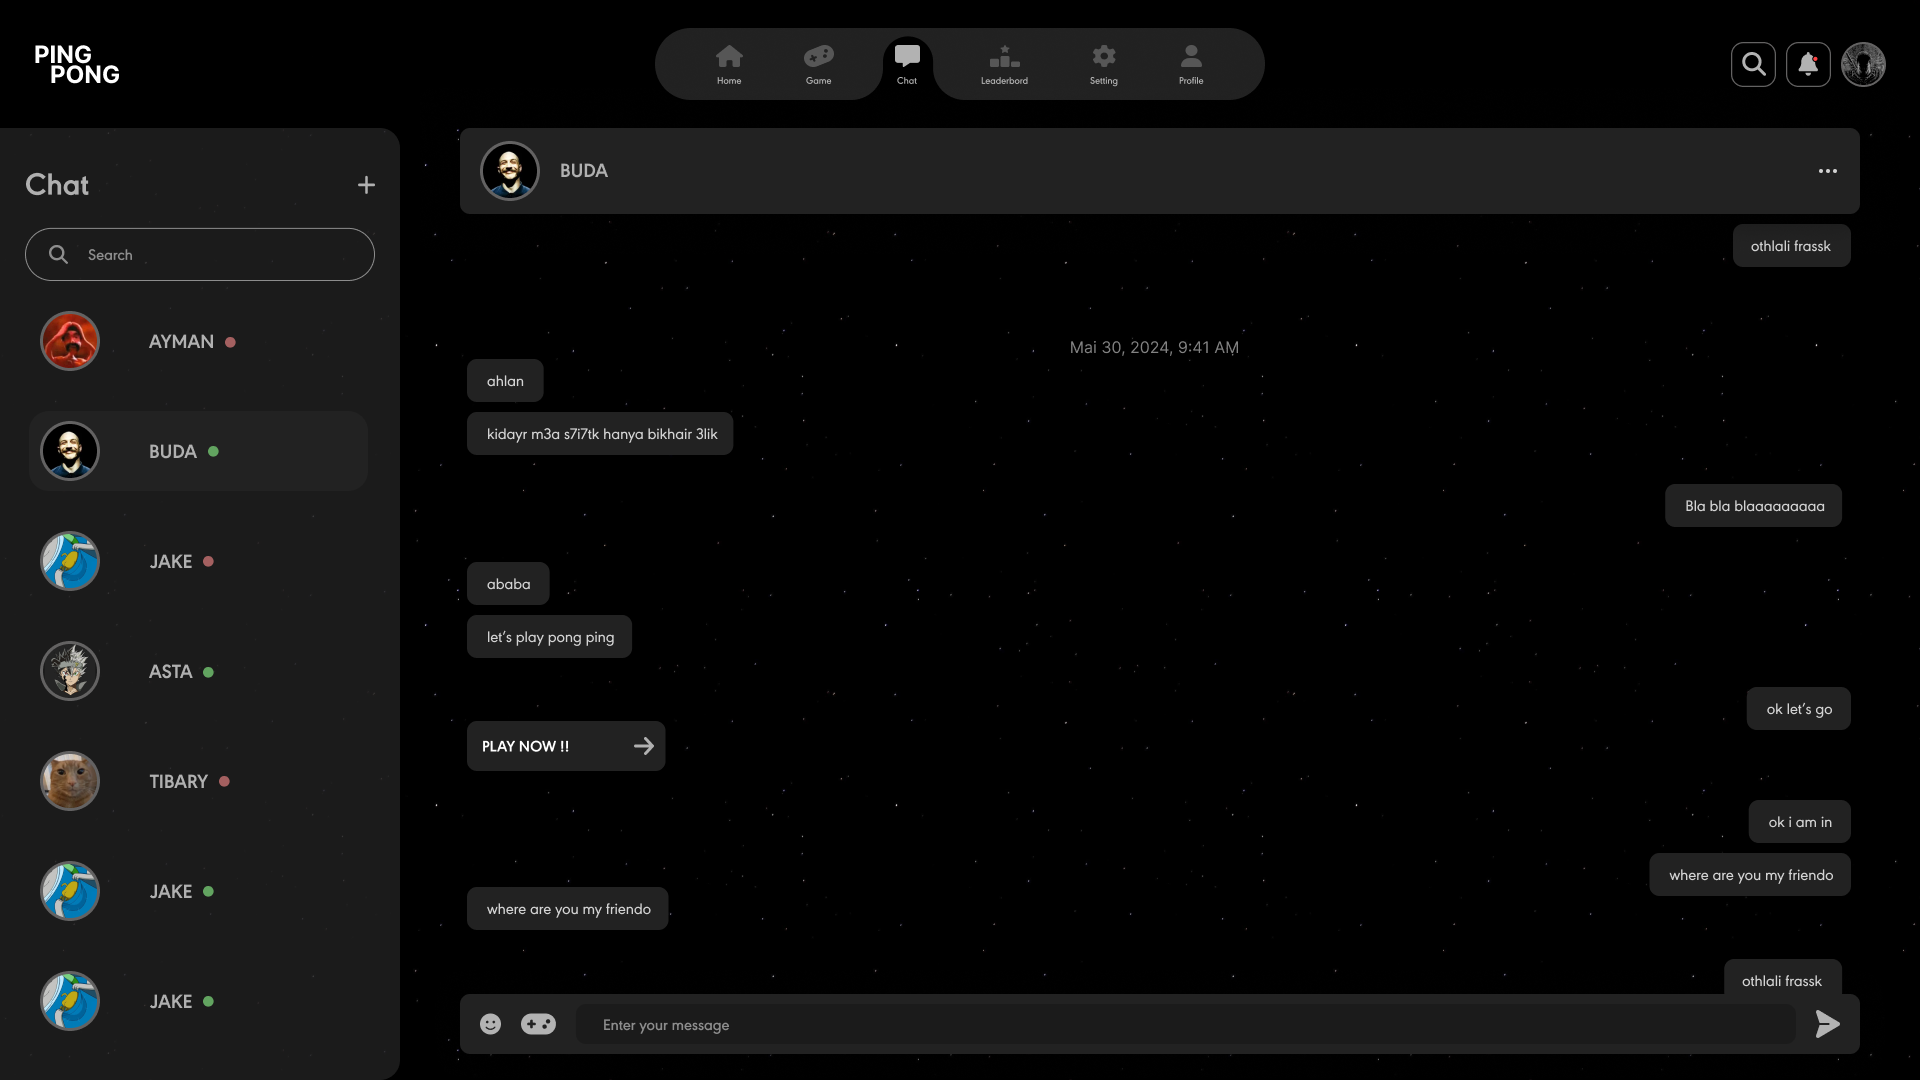 PING
PONG
Home
Game
Chat
Leaderbord
Setting
Profile
Chat
Search
AYMAN
BUDA
JAKE
ASTA
TIBARY
JAKE
JAKE
BUDA
othlali frassk
Mai 30, 2024, 9:41 AM
ahlan
kidayr m3a s7i7tk hanya bikhair 3lik
Bla bla blaaaaaaaaa
ababa
let’s play pong ping
ok let’s go
PLAY NOW !!
ok i am in
where are you my friendo
where are you my friendo
othlali frassk
Enter your message